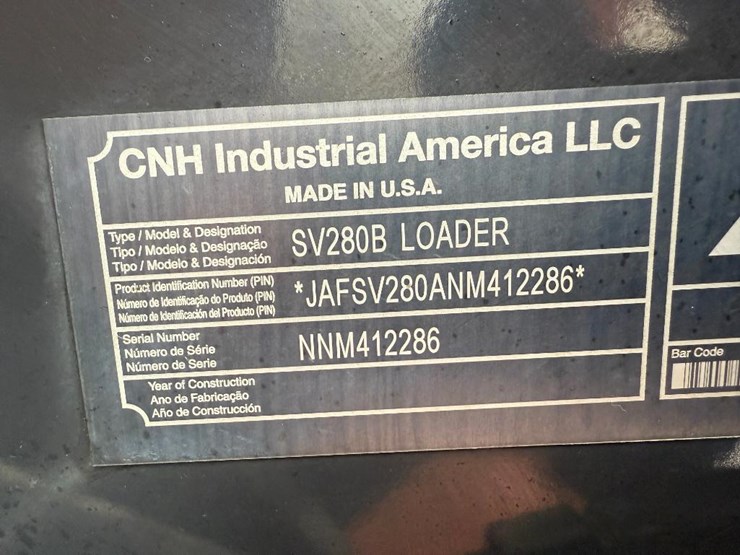 CNH Industrial America LLC
MADE IN U.S.A.
Type / Model & Designation
Tipo / Modelo & Designação
Tipo / Modelo & Designación
SV280B LOADER
Product Identification Number (PIN)
Número de Identificação do Produto (PIN)
Número de Identificación del Producto (PIN)
*JAFSV280ANM412286*
Serial Number
Número de Série
Número de Serie
NNM412286
Year of Construction
Ano de Fabricação
Año de Construcción
Bar Code